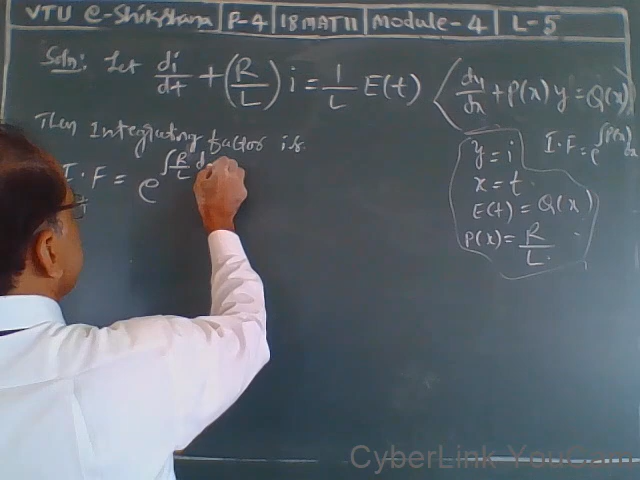 VTU e-Shikshana | P-4 | 18MAT11 | Module-4 | L-5
Soln: Let di/dt + (R/L) i = 1/L E(t) (dy/dx + P(x) y = Q(x))
Then Integrating factor is
I.F = e^∫R/L d
y = i
x = t
E(t) = Q(x)
P(x) = R/L
I.F = e^∫P(x)dx
CyberLink YouCam